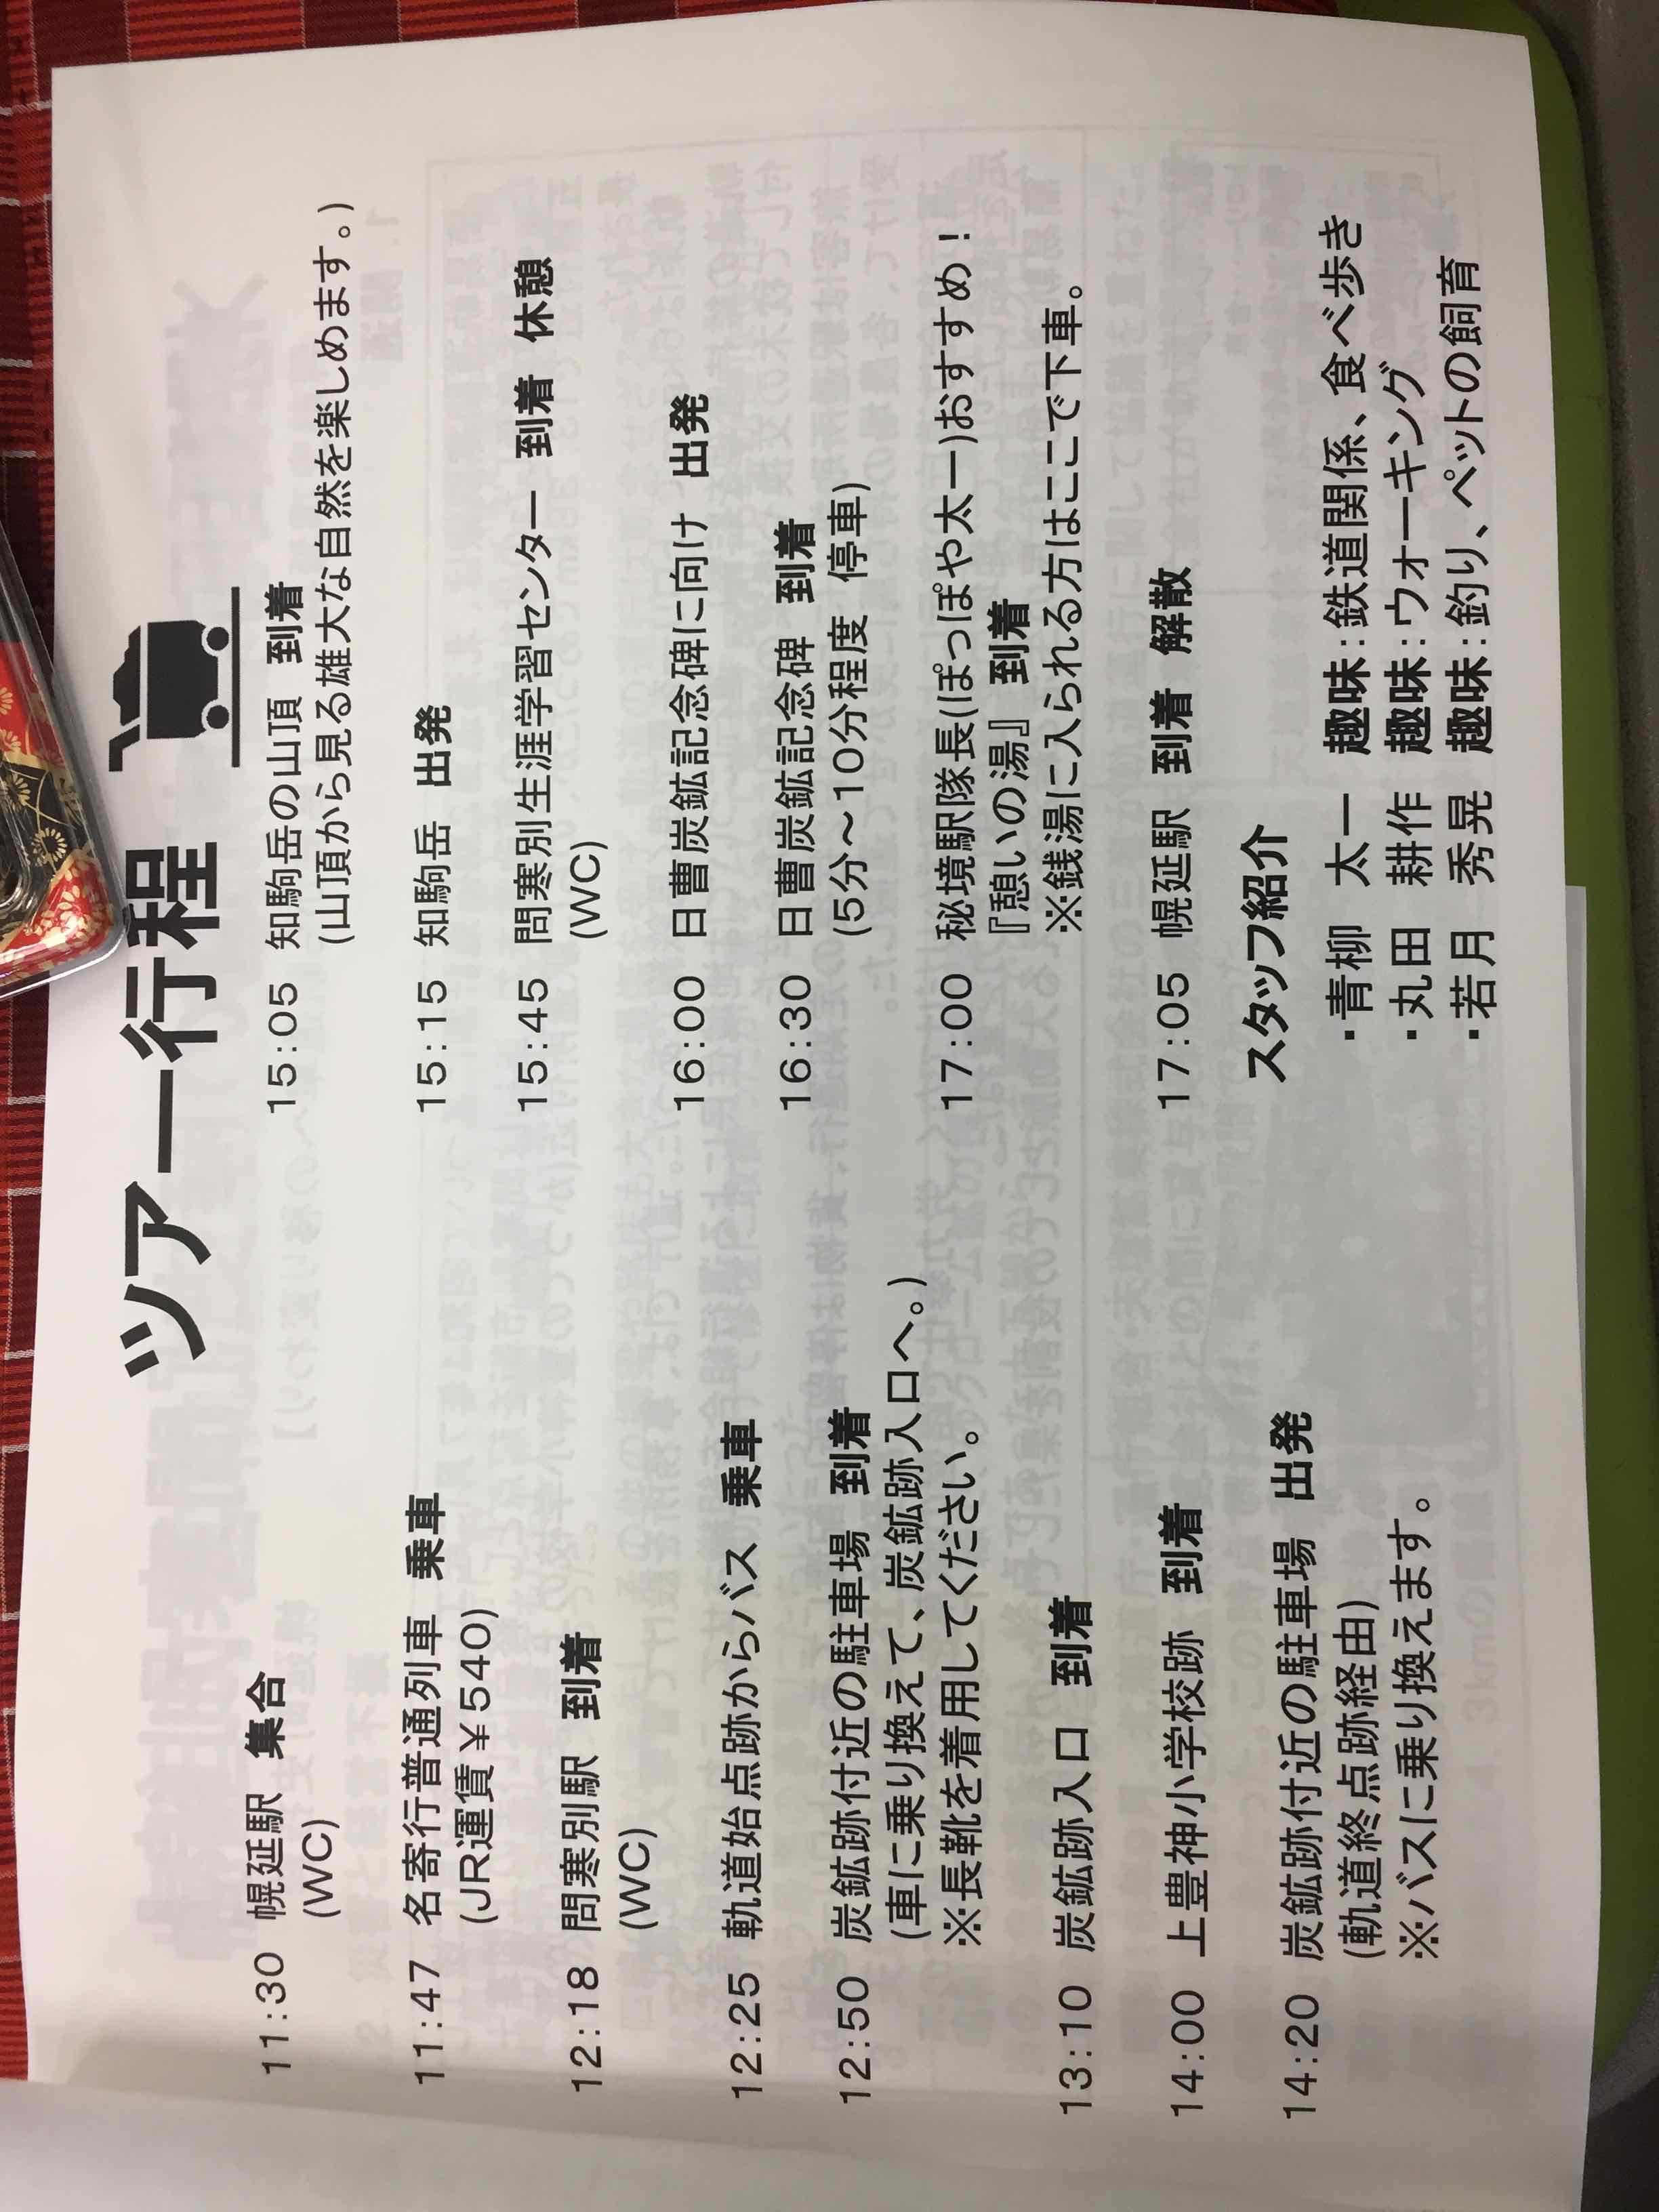 ツアー行程
11:30 幌延駅 集合
(WC)
11:47 名寄行普通列車 乗車
(JR運賃￥540)
12:18 問寒別駅 到着
(WC)
12:25 軌道始点跡からバス 乗車
12:50 炭鉱跡付近の駐車場 到着
(車に乗り換えて、炭鉱跡入口へ。)
※長靴を着用してください。
13:10 炭鉱跡入口 到着
14:00 上豊神小学校跡 到着
14:20 炭鉱跡付近の駐車場 出発
(軌道終点跡経由)
※バスに乗り換えます。
15:05 知駒岳の山頂 到着
(山頂から見る雄大な自然を楽しめます。)
15:15 知駒岳 出発
15:45 問寒別生涯学習センター 到着 休憩
(WC)
16:00 日曹炭鉱記念碑に向け 出発
16:30 日曹炭鉱記念碑 到着
(5分～10分程度 停車)
17:00 秘境駅隊長(ぽっぽや太一)おすすめ！
『憩いの湯』到着
※銭湯に入られる方はここで下車。
17:05 幌延駅 到着 解散
スタッフ紹介
・青柳 太一 趣味：鉄道関係、食べ歩き
・丸田 耕作 趣味：ウォーキング
・若月 秀晃 趣味：釣り、ペットの飼育